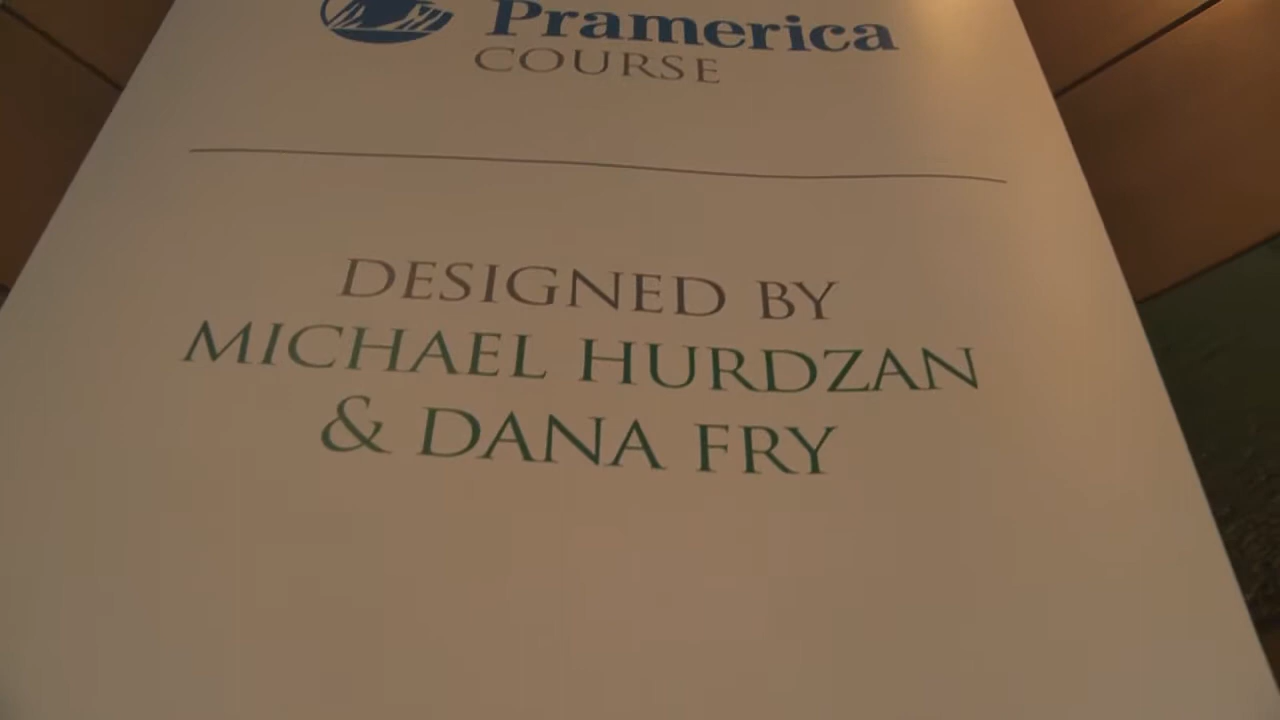 Pramerica
COURSE
DESIGNED BY
MICHAEL HURDZAN
& DANA FRY